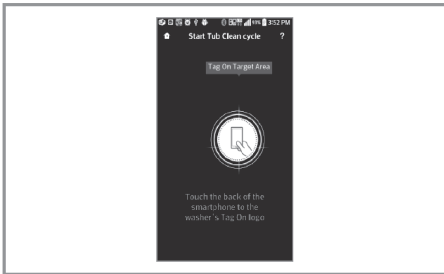 3:52 PM
Start Tub Clean cycle ?
Tag On Target Area
Touch the back of the
smartphone to the
washer's Tag On logo